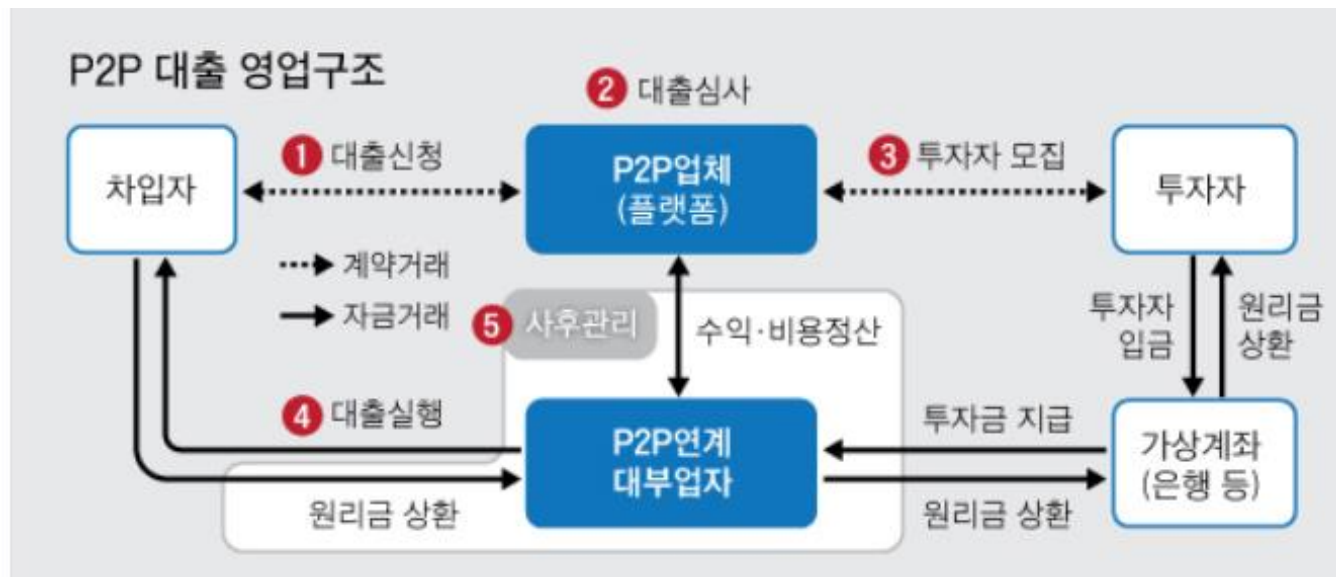 P2P 대출 영업구조
2 대출심사
1 대출신청
3 투자자 모집
차입자
P2P업체
(플랫폼)
투자자
계약거래
자금거래
5 사후관리
수익·비용정산
투자자
입금
원리금
상환
4 대출실행
P2P연계
대부업자
투자금 지급
가상계좌
(은행 등)
원리금 상환
원리금 상환